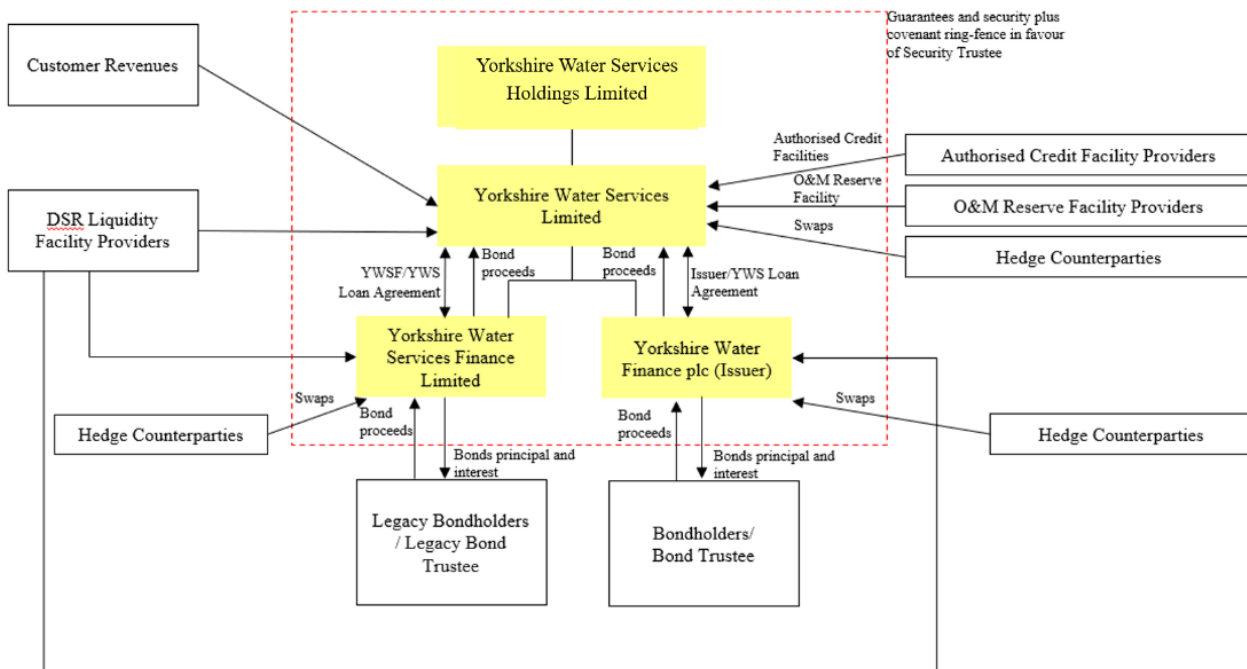 Guarantees and security plus
covenant ring-fence in favour
of Security Trustee
Customer Revenues
Yorkshire Water Services
Holdings Limited
Authorised Credit
Facilities
Authorised Credit Facility Providers
Yorkshire Water Services
Limited
O&M Reserve
Facility
O&M Reserve Facility Providers
DSR Liquidity
Facility Providers
Swaps
Hedge Counterparties
YWSF/YWS
Loan Agreement
Bond
proceeds
Bond
proceeds
Issuer/YWS Loan
Agreement
Yorkshire Water
Services Finance
Limited
Yorkshire Water
Finance plc (Issuer)
Swaps
Bond
proceeds
Bond
proceeds
Swaps
Hedge Counterparties
Hedge Counterparties
Bonds principal and
interest
Bonds principal and
interest
Legacy Bondholders
/ Legacy Bond
Trustee
Bondholders/
Bond Trustee